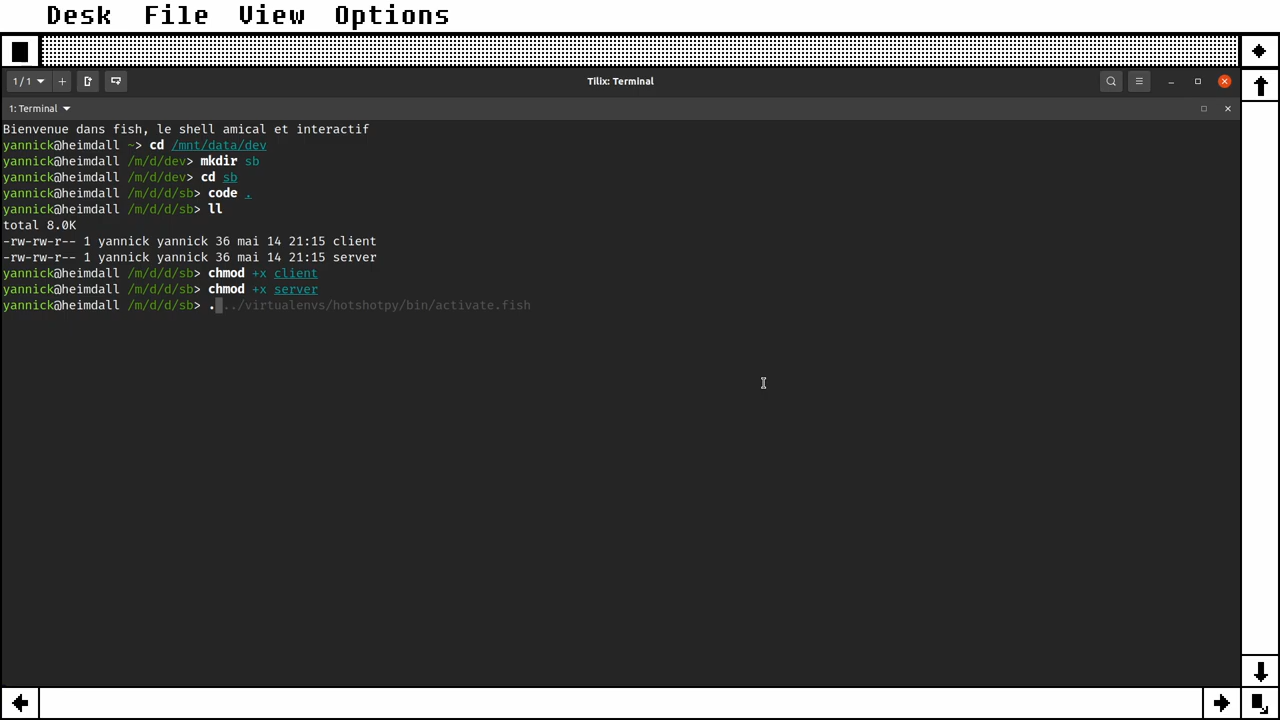 Desk File View Options
1/1
Tilix: Terminal
1: Terminal
Bienvenue dans fish, le shell amical et interactif
yannick@heimdall ~> cd /mnt/data/dev
yannick@heimdall /m/d/dev> mkdir sb
yannick@heimdall /m/d/dev> cd sb
yannick@heimdall /m/d/d/sb> code .
yannick@heimdall /m/d/d/sb> ll
total 8.0K
-rw-rw-r-- 1 yannick yannick 36 mai 14 21:15 client
-rw-rw-r-- 1 yannick yannick 36 mai 14 21:15 server
yannick@heimdall /m/d/d/sb> chmod +x client
yannick@heimdall /m/d/d/sb> chmod +x server
yannick@heimdall /m/d/d/sb> . ../virtualenvs/hotshotpy/bin/activate.fish